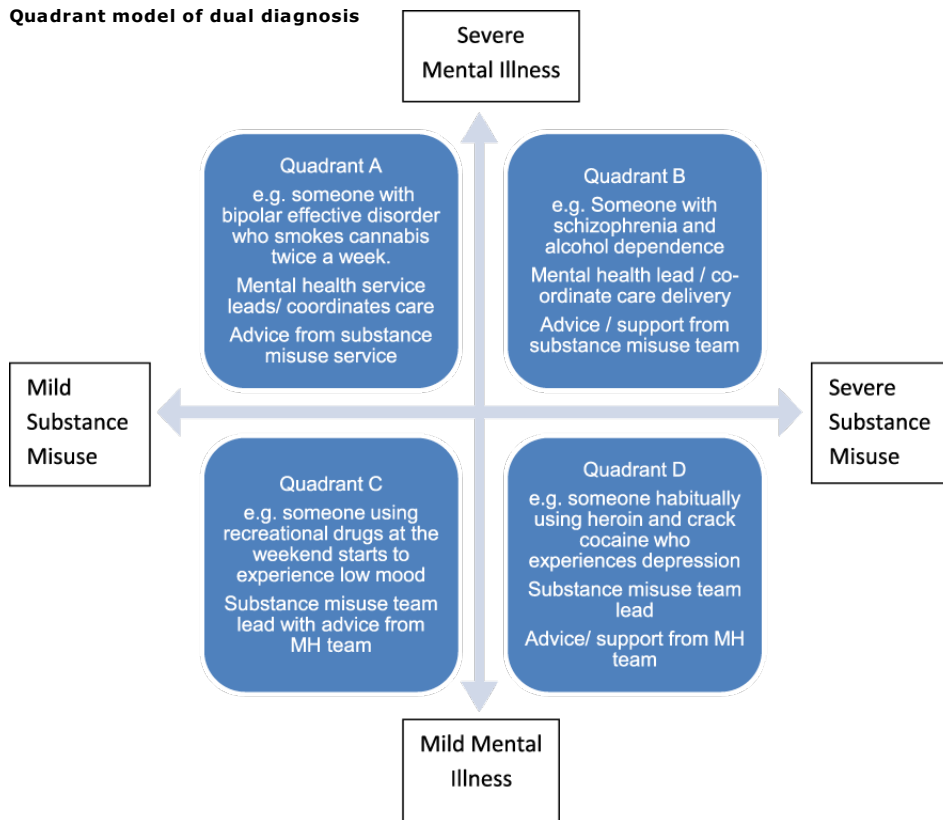 Quadrant model of dual diagnosis
Severe
Mental Illness
Quadrant A
e.g. someone with
bipolar effective disorder
who smokes cannabis
twice a week.
Mental health service
leads/ coordinates care
Advice from substance
misuse service
Quadrant B
e.g. Someone with
schizophrenia and
alcohol dependence
Mental health lead / co-
ordinate care delivery
Advice / support from
substance misuse team
Mild
Substance
Misuse
Severe
Substance
Misuse
Quadrant C
e.g. someone using
recreational drugs at the
weekend starts to
experience low mood
Substance misuse team
lead with advice from
MH team
Quadrant D
e.g. someone habitually
using heroin and crack
cocaine who
experiences depression
Substance misuse team
lead
Advice/ support from MH
team
Mild Mental
Illness